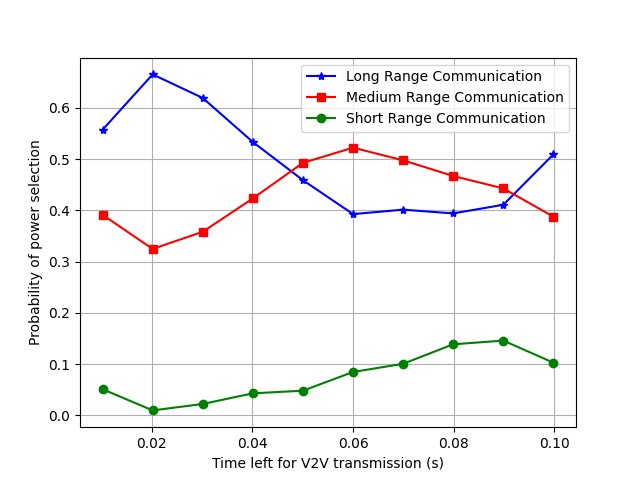 Long Range Communication
Medium Range Communication
Short Range Communication
Probability of power selection
0.6
0.5
0.4
0.3
0.2
0.1
0.0
0.02 0.04 0.06 0.08 0.10
Time left for V2V transmission (s)